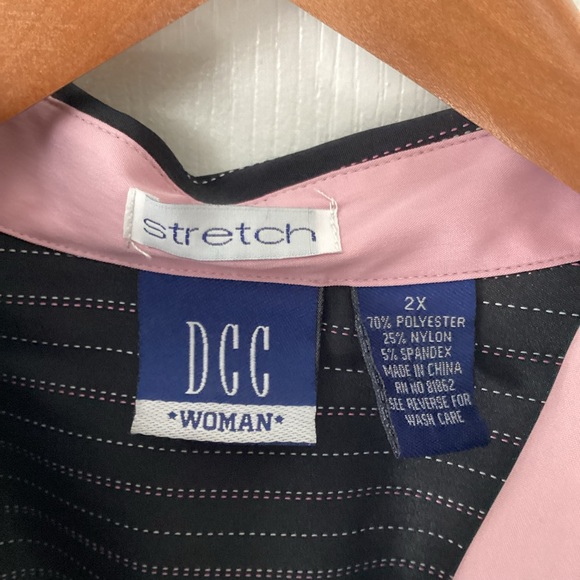 stretch
DCC
*WOMAN*
2X
70% POLYESTER
25% NYLON
5% SPANDEX
MADE IN CHINA
RN NO 81862
SEE REVERSE FOR
WASH CARE